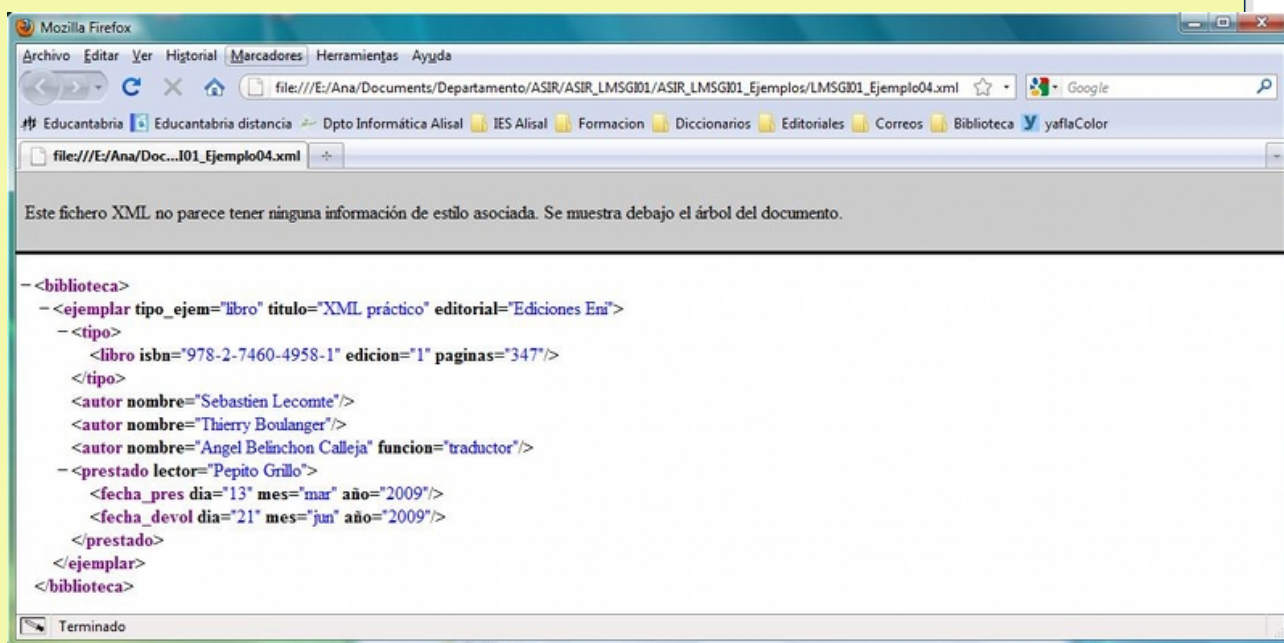 Mozilla Firefox
Archivo Editar Ver Historial Marcadores Herramientas Ayuda
file:///E:/Ana/Documents/Departamento/ASIR/ASIR_LMSGI01/ASIR_LMSGI01_Ejemplos/LMSGI01_Ejemplo04.xml Google
Educantabria Educantabria distancia Dpto Informática Alisal IES Alisal Formacion Diccionarios Editoriales Correos Biblioteca yaflaColor
file:///E:/Ana/Doc...I01_Ejemplo04.xml
Este fichero XML no parece tener ninguna información de estilo asociada. Se muestra debajo el árbol del documento.
−<biblioteca>
−<ejemplar tipo_ejem="libro" titulo="XML práctico" editorial="Ediciones Eni">
−<tipo>
<libro isbn="978-2-7460-4958-1" edicion="1" paginas="347"/>
</tipo>
<autor nombre="Sebastien Lecomte"/>
<autor nombre="Thierry Boulanger"/>
<autor nombre="Angel Belinchon Calleja" funcion="traductor"/>
−<prestado lector="Pepito Grillo">
<fecha_pres dia="13" mes="mar" año="2009"/>
<fecha_devol dia="21" mes="jun" año="2009"/>
</prestado>
</ejemplar>
</biblioteca>
Terminado